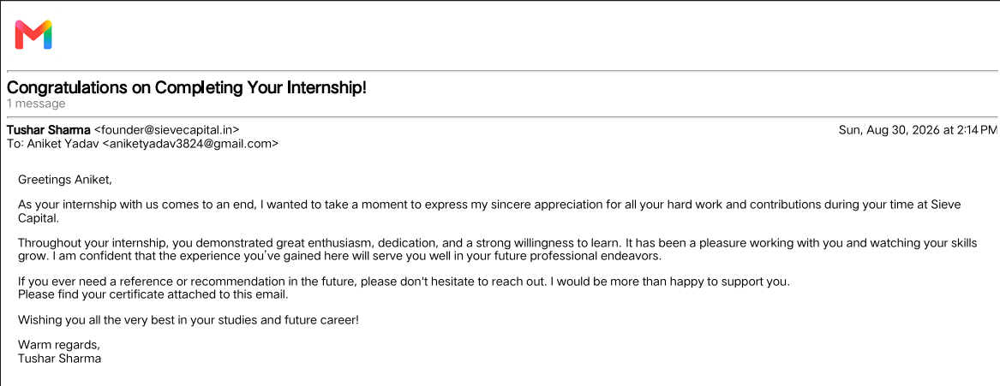 Congratulations on Completing Your Internship!
1 message
Tushar Sharma <founder@sievecapital.in>
Sun, Aug 30, 2026 at 2:14 PM
To: Aniket Yadav <aniketyadav3824@gmail.com>
Greetings Aniket,
As your internship with us comes to an end, I wanted to take a moment to express my sincere appreciation for all your hard work and contributions during your time at Sieve
Capital.
Throughout your internship, you demonstrated great enthusiasm, dedication, and a strong willingness to learn. It has been a pleasure working with you and watching your skills
grow. I am confident that the experience you've gained here will serve you well in your future professional endeavors.
If you ever need a reference or recommendation in the future, please don't hesitate to reach out. I would be more than happy to support you.
Please find your certificate attached to this email.
Wishing you all the very best in your studies and future career!
Warm regards,
Tushar Sharma